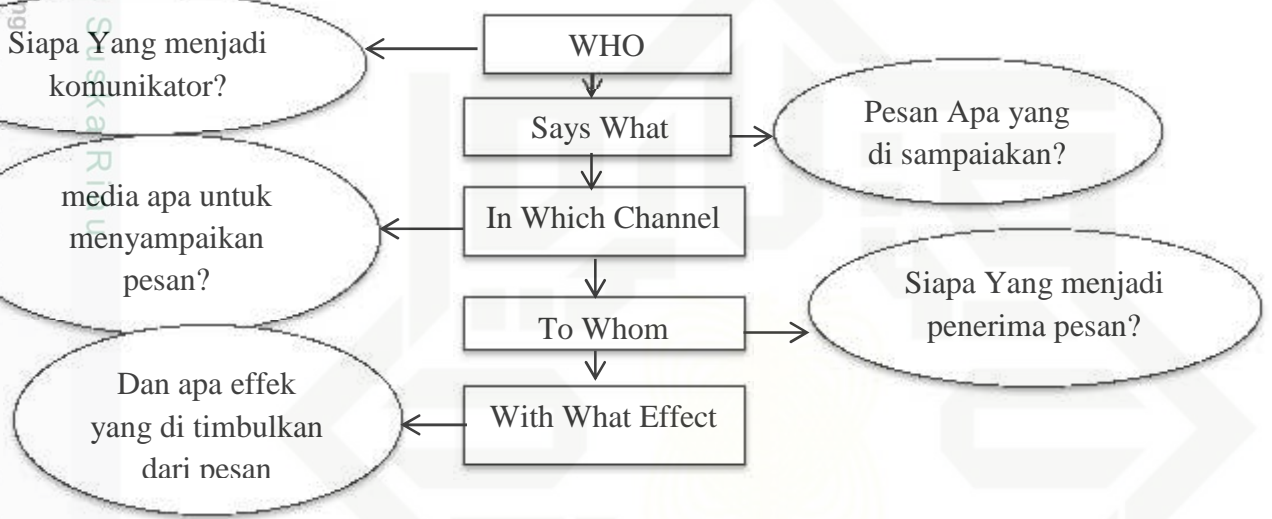 WHO
Siapa Yang menjadi
komunikator?
Says What
Pesan Apa yang
di sampaiakan?
In Which Channel
media apa untuk
menyampaikan
pesan?
To Whom
Siapa Yang menjadi
penerima pesan?
With What Effect
Dan apa effek
yang di timbulkan
dari pesan
Suska Riau